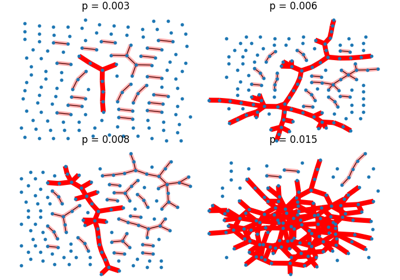 p = 0.003
p = 0.006
p = 0.008
p = 0.015